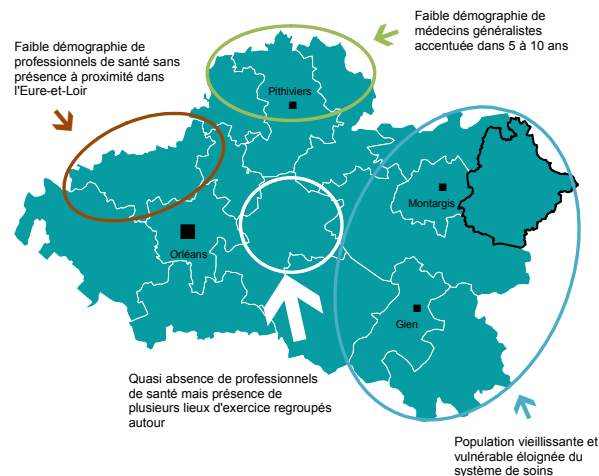 Faible démographie de
médecins généralistes
accentuée dans 5 à 10 ans
Faible démographie de
professionnels de santé sans
présence à proximité dans
l'Eure-et-Loir
Pithiviers
Montargis
Orléans
Gien
Quasi absence de professionnels
de santé mais présence de
plusieurs lieux d'exercice regroupés
autour
Population vieillissante et
vulnérable éloignée du
système de soins